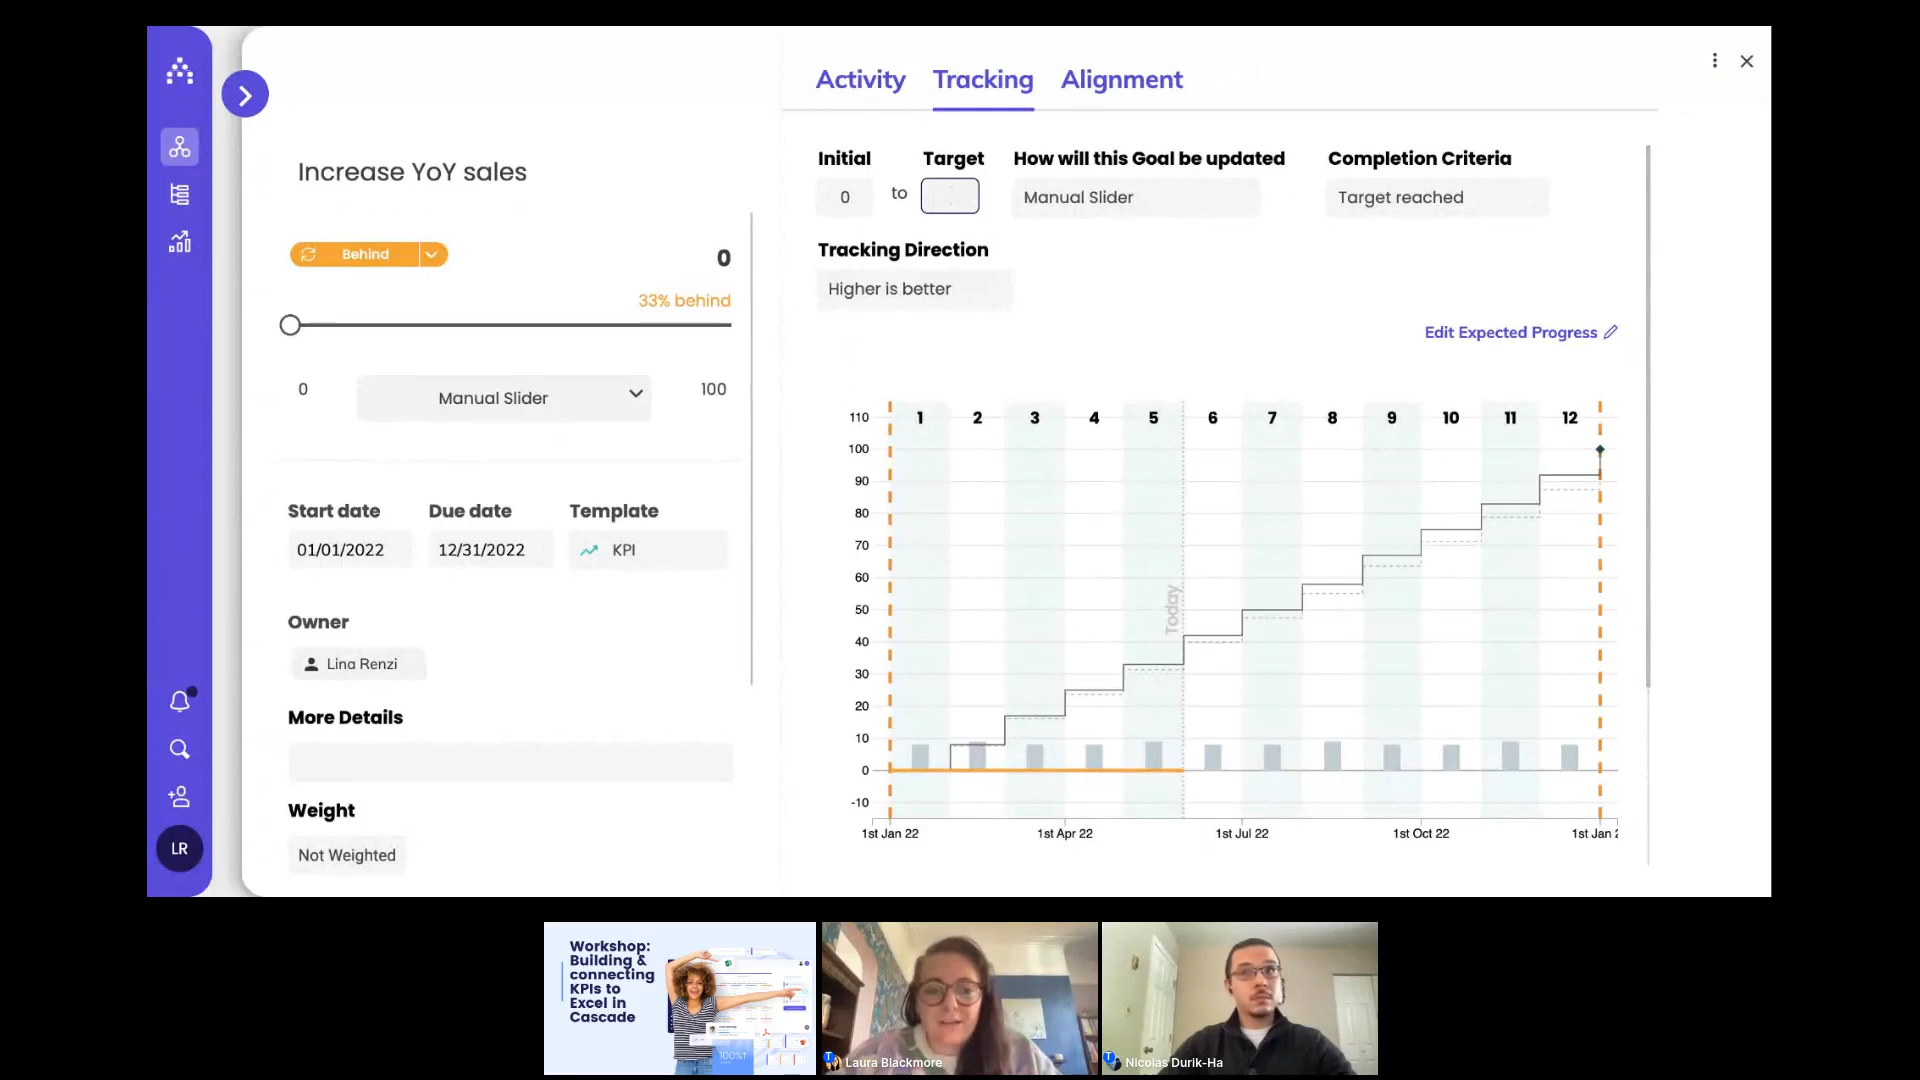 Activity Tracking Alignment
Increase YoY sales
Behind
0
33% behind
0
Manual Slider
100
Start date
Due date
Template
01/01/2022
12/31/2022
KPI
Owner
Lina Renzi
More Details
Weight
Not Weighted
LR
Initial
Target
How will this Goal be updated
Completion Criteria
0
to
Manual Slider
Target reached
Tracking Direction
Higher is better
Edit Expected Progress
1 2 3 4 5 6 7 8 9 10 11 12
110
100
90
80
70
60
50
40
30
20
10
0
-10
Today
1st Jan 22
1st Apr 22
1st Jul 22
1st Oct 22
1st Jan
Workshop:
Building &
connecting
KPIs to
Excel in
Cascade
100%↑
Laura Blackmore
Nicolas Durik-Ha